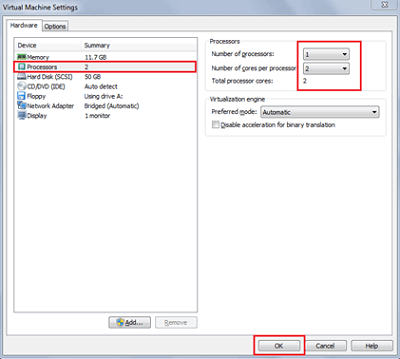 Virtual Machine Settings
Hardware Options
Device Summary
Memory 11.7 GB
Processors 2
Hard Disk (SCSI) 50 GB
CD/DVD (IDE) Auto detect
Floppy Using drive A:
Network Adapter Bridged (Automatic)
Display 1 monitor
Add... Remove
Processors
Number of processors: 1
Number of cores per processor: 2
Total processor cores: 2
Virtualization engine
Preferred mode: Automatic
Disable acceleration for binary translation
OK Cancel Help